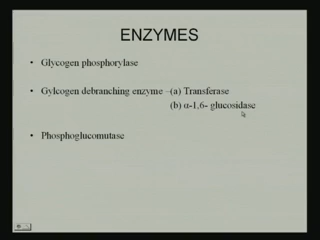 ENZYMES
• Glycogen phosphorylase
• Gylcogen debranching enzyme –(a) Transferase
(b) α-1,6- glucosidase
• Phosphoglucomutase